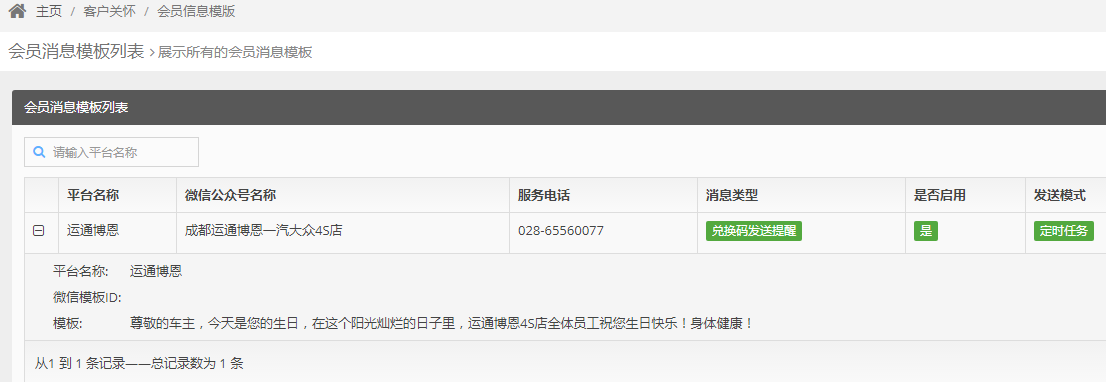 主页 / 客户关怀 / 会员信息模版
会员消息模板列表 › 展示所有的会员消息模板
会员消息模板列表
请输入平台名称
平台名称 微信公众号名称 服务电话 消息类型 是否启用 发送模式
运通博恩 成都运通博恩一汽大众4S店 028-65560077 兑换码发送提醒 是 定时任务
平台名称: 运通博恩
微信模板ID:
模板: 尊敬的车主，今天是您的生日，在这个阳光灿烂的日子里，运通博恩4S店全体员工祝您生日快乐！身体健康！
从1 到 1 条记录——总记录数为 1 条